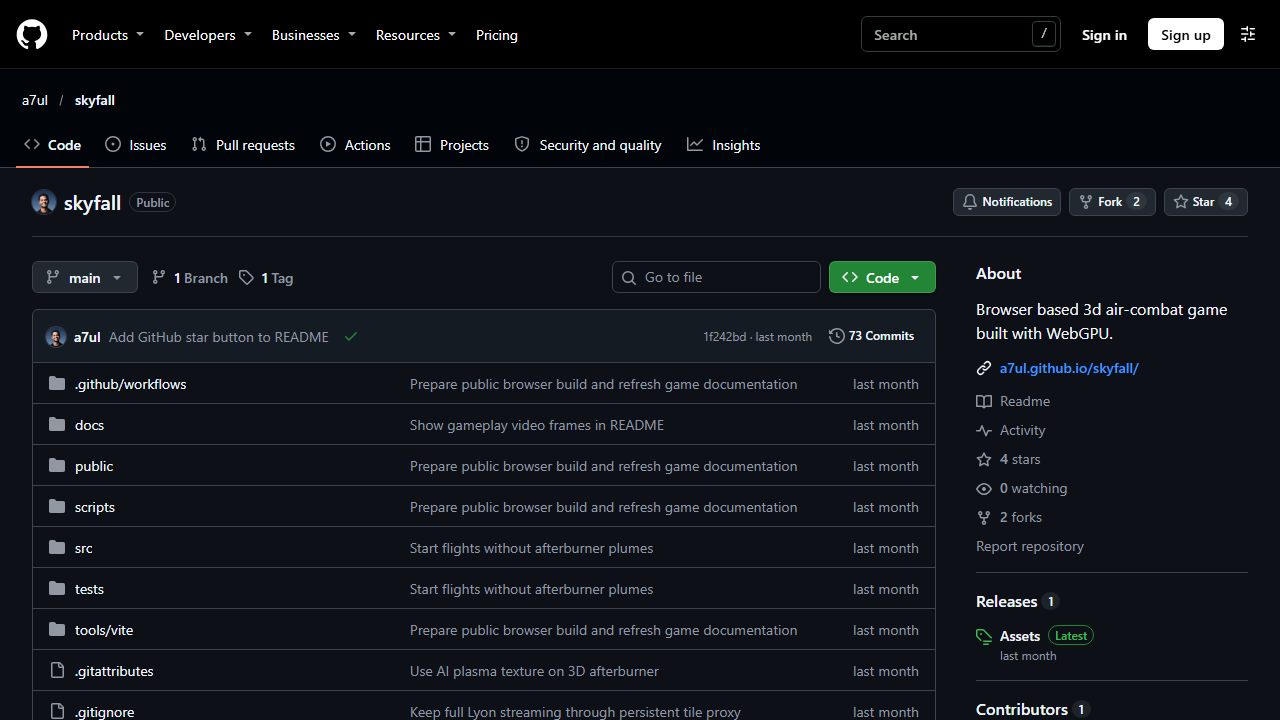 Products Developers Businesses Resources Pricing Search / Sign in Sign up
a7ul / skyfall
Code Issues Pull requests Actions Projects Security and quality Insights
skyfall Public Notifications Fork 2 Star 4
main 1 Branch 1 Tag Go to file Code
a7ul Add GitHub star button to README 1f242bd · last month 73 Commits
.github/workflows Prepare public browser build and refresh game documentation last month
docs Show gameplay video frames in README last month
public Prepare public browser build and refresh game documentation last month
scripts Prepare public browser build and refresh game documentation last month
src Start flights without afterburner plumes last month
tests Start flights without afterburner plumes last month
tools/vite Prepare public browser build and refresh game documentation last month
.gitattributes Use AI plasma texture on 3D afterburner last month
.gitignore Keep full Lyon streaming through persistent tile proxy last month
About
Browser based 3d air-combat game
built with WebGPU.
a7ul.github.io/skyfall/
Readme
Activity
4 stars
0 watching
2 forks
Report repository
Releases 1
Assets Latest
last month
Contributors 1